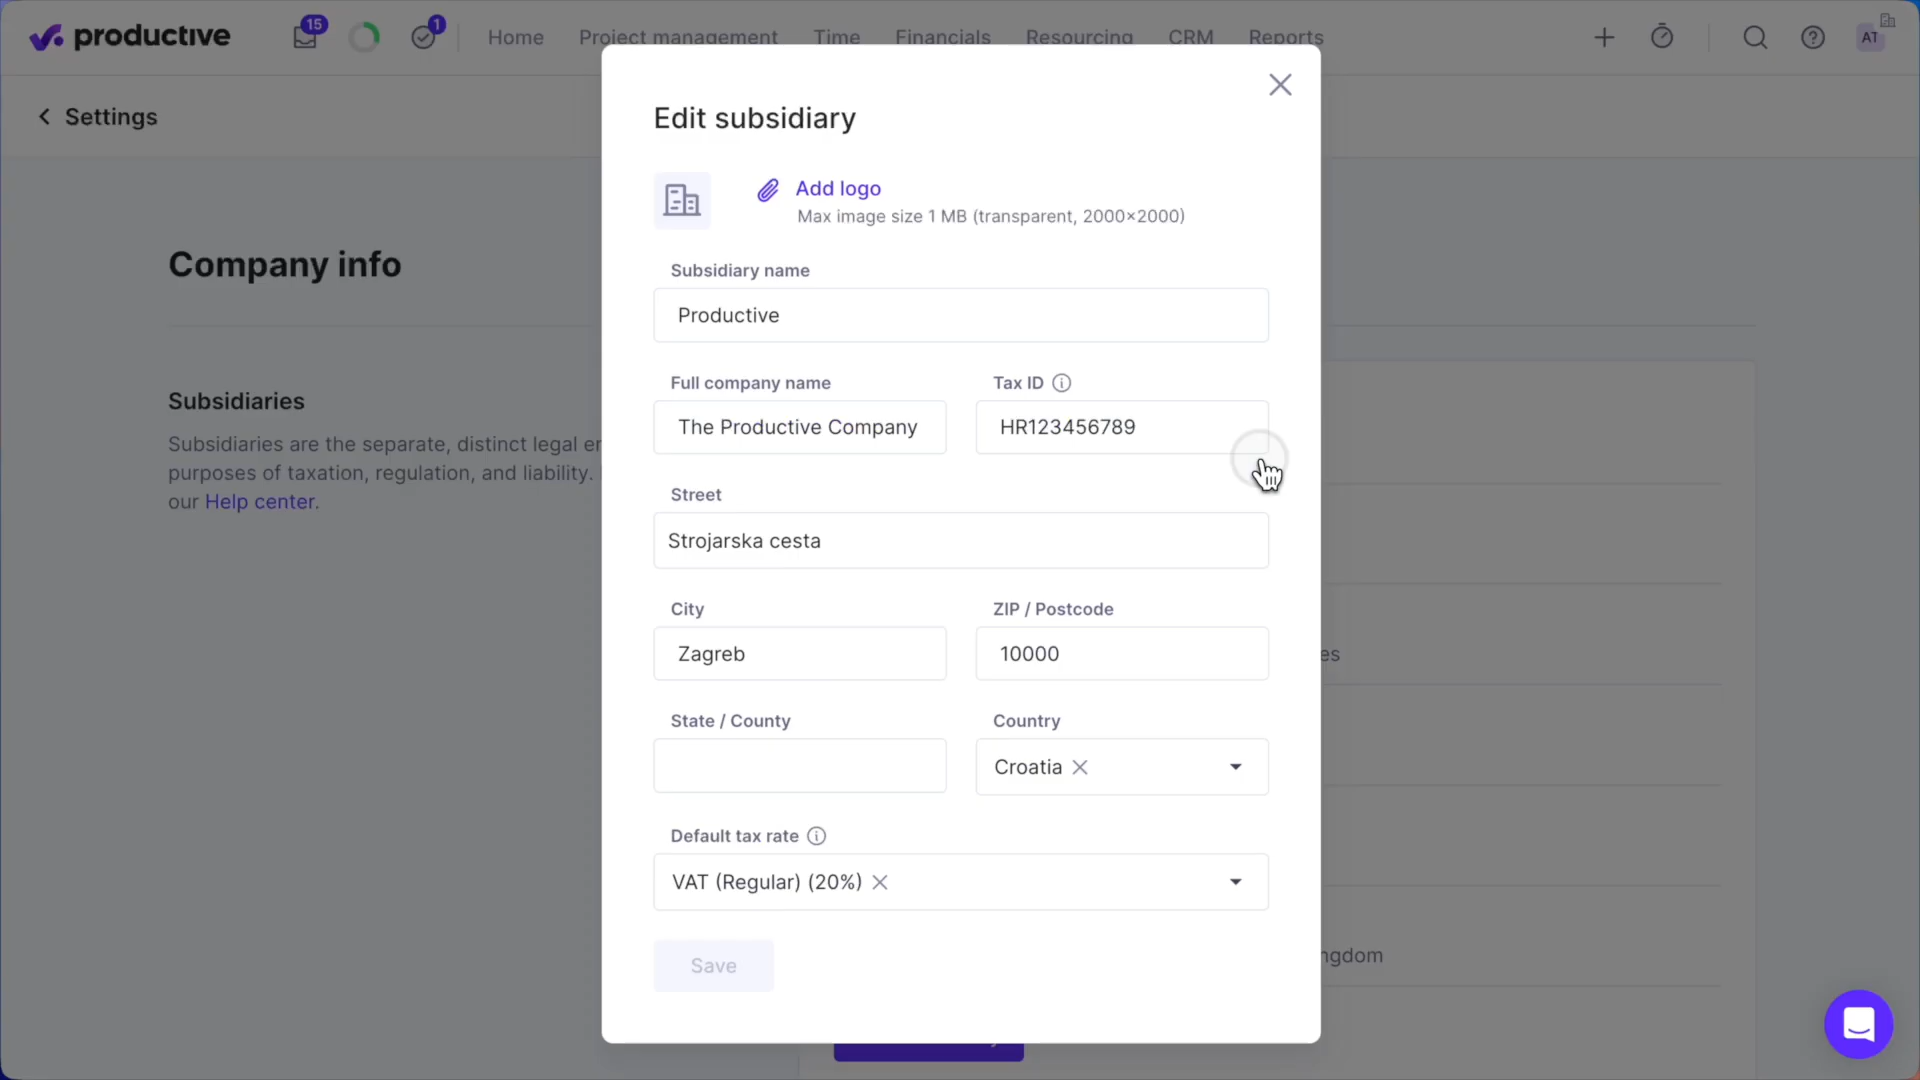 productive
15
1
Home
Project management
Time
Financials
Resourcing
CRM
Reports
AT
Settings
Edit subsidiary
Add logo
Max image size 1 MB (transparent, 2000×2000)
Company info
Subsidiary name
Productive
Full company name
Tax ID
The Productive Company
HR123456789
Subsidiaries
Subsidiaries are the separate, distinct legal
purposes of taxation, regulation, and liability.
our Help center.
Street
Strojarska cesta
City
ZIP / Postcode
Zagreb
10000
es
State / County
Country
Croatia
Default tax rate
VAT (Regular) (20%)
Save
ngdom